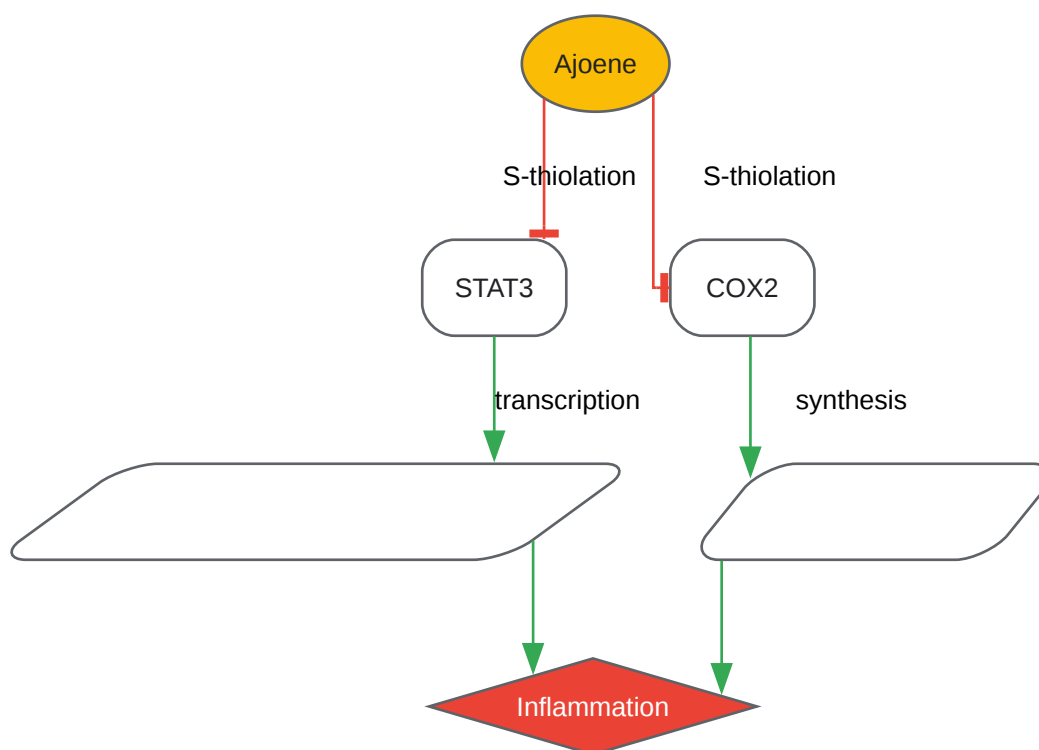 Ajoene
S-thiolation
S-thiolation
STAT3
COX2
transcription
synthesis
Inflammation